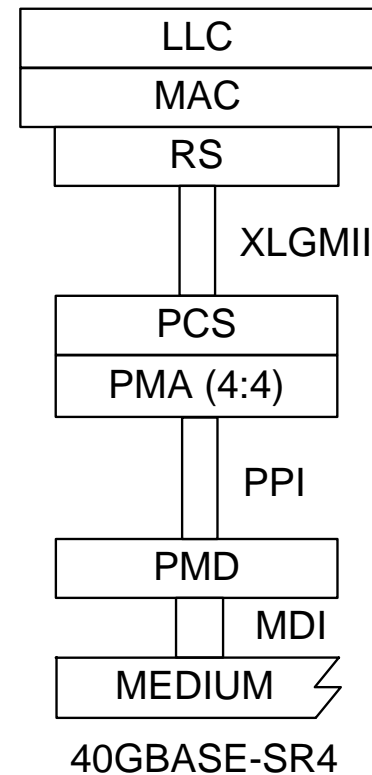 LLC
MAC
RS
XLGMII
PCS
PMA (4:4)
PPI
PMD
MDI
MEDIUM
40GBASE-SR4